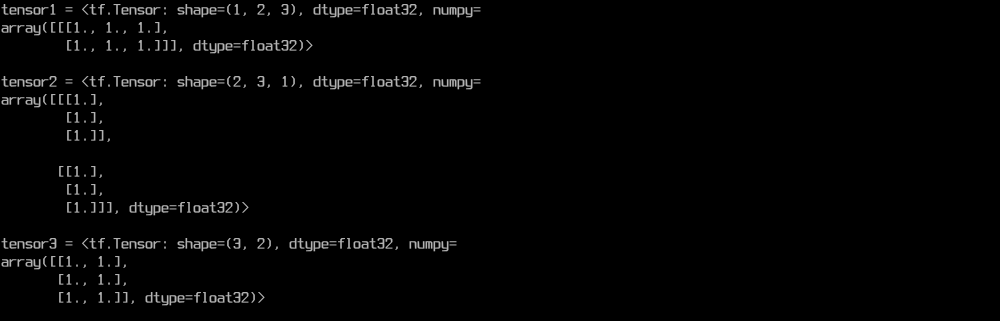 tensor1 = <tf.Tensor: shape=(1, 2, 3), dtype=float32, numpy=
array([[[1., 1., 1.],
        [1., 1., 1.]]], dtype=float32)>

tensor2 = <tf.Tensor: shape=(2, 3, 1), dtype=float32, numpy=
array([[[1.],
        [1.],
        [1.]],

       [[1.],
        [1.],
        [1.]]], dtype=float32)>

tensor3 = <tf.Tensor: shape=(3, 2), dtype=float32, numpy=
array([[1., 1.],
       [1., 1.],
       [1., 1.]], dtype=float32)>